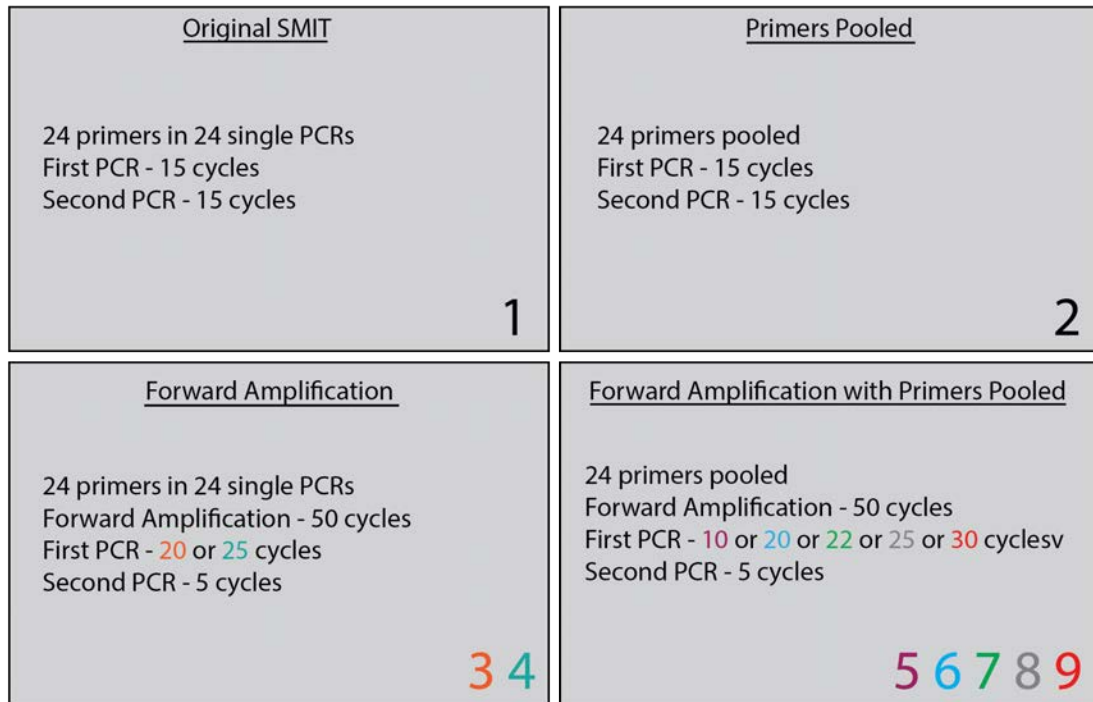 Original SMIT
24 primers in 24 single PCRs
First PCR - 15 cycles
Second PCR - 15 cycles
1
Primers Pooled
24 primers pooled
First PCR - 15 cycles
Second PCR - 15 cycles
2
Forward Amplification
24 primers in 24 single PCRs
Forward Amplification - 50 cycles
First PCR - 20 or 25 cycles
Second PCR - 5 cycles
3 4
Forward Amplification with Primers Pooled
24 primers pooled
Forward Amplification - 50 cycles
First PCR - 10 or 20 or 22 or 25 or 30 cyclesv
Second PCR - 5 cycles
5 6 7 8 9